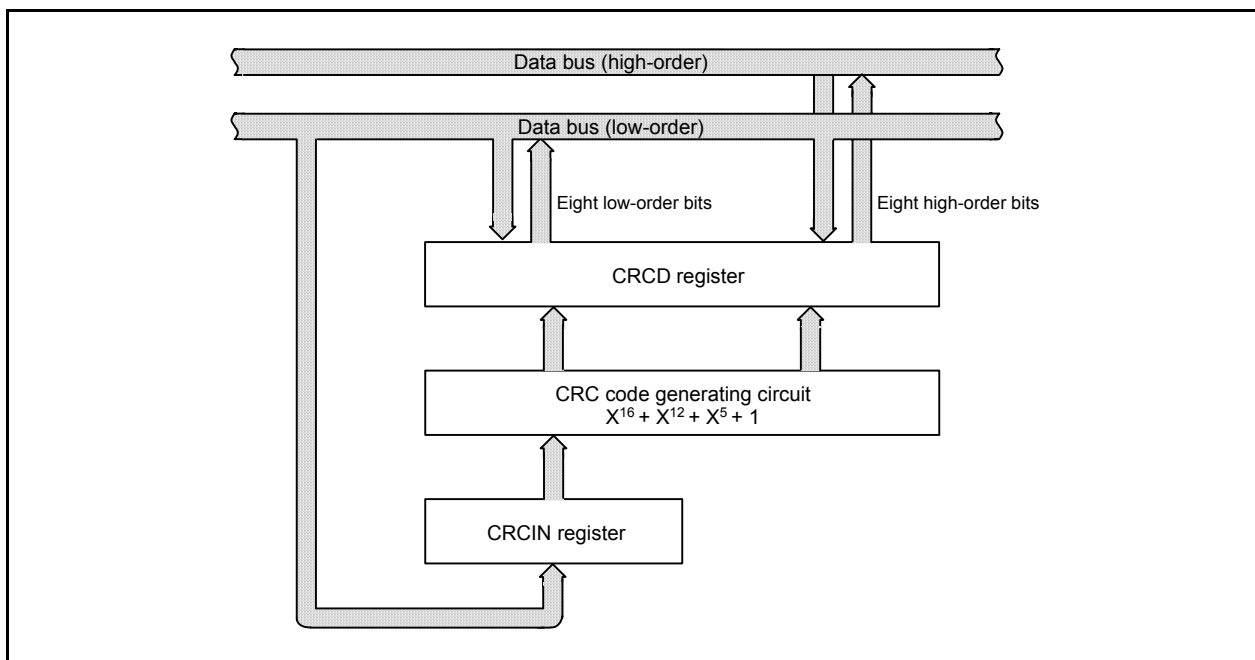 Data bus (high-order)
Data bus (low-order)
Eight low-order bits
Eight high-order bits
CRCD register
CRC code generating circuit
X¹⁶ + X¹² + X⁵ + 1
CRCIN register